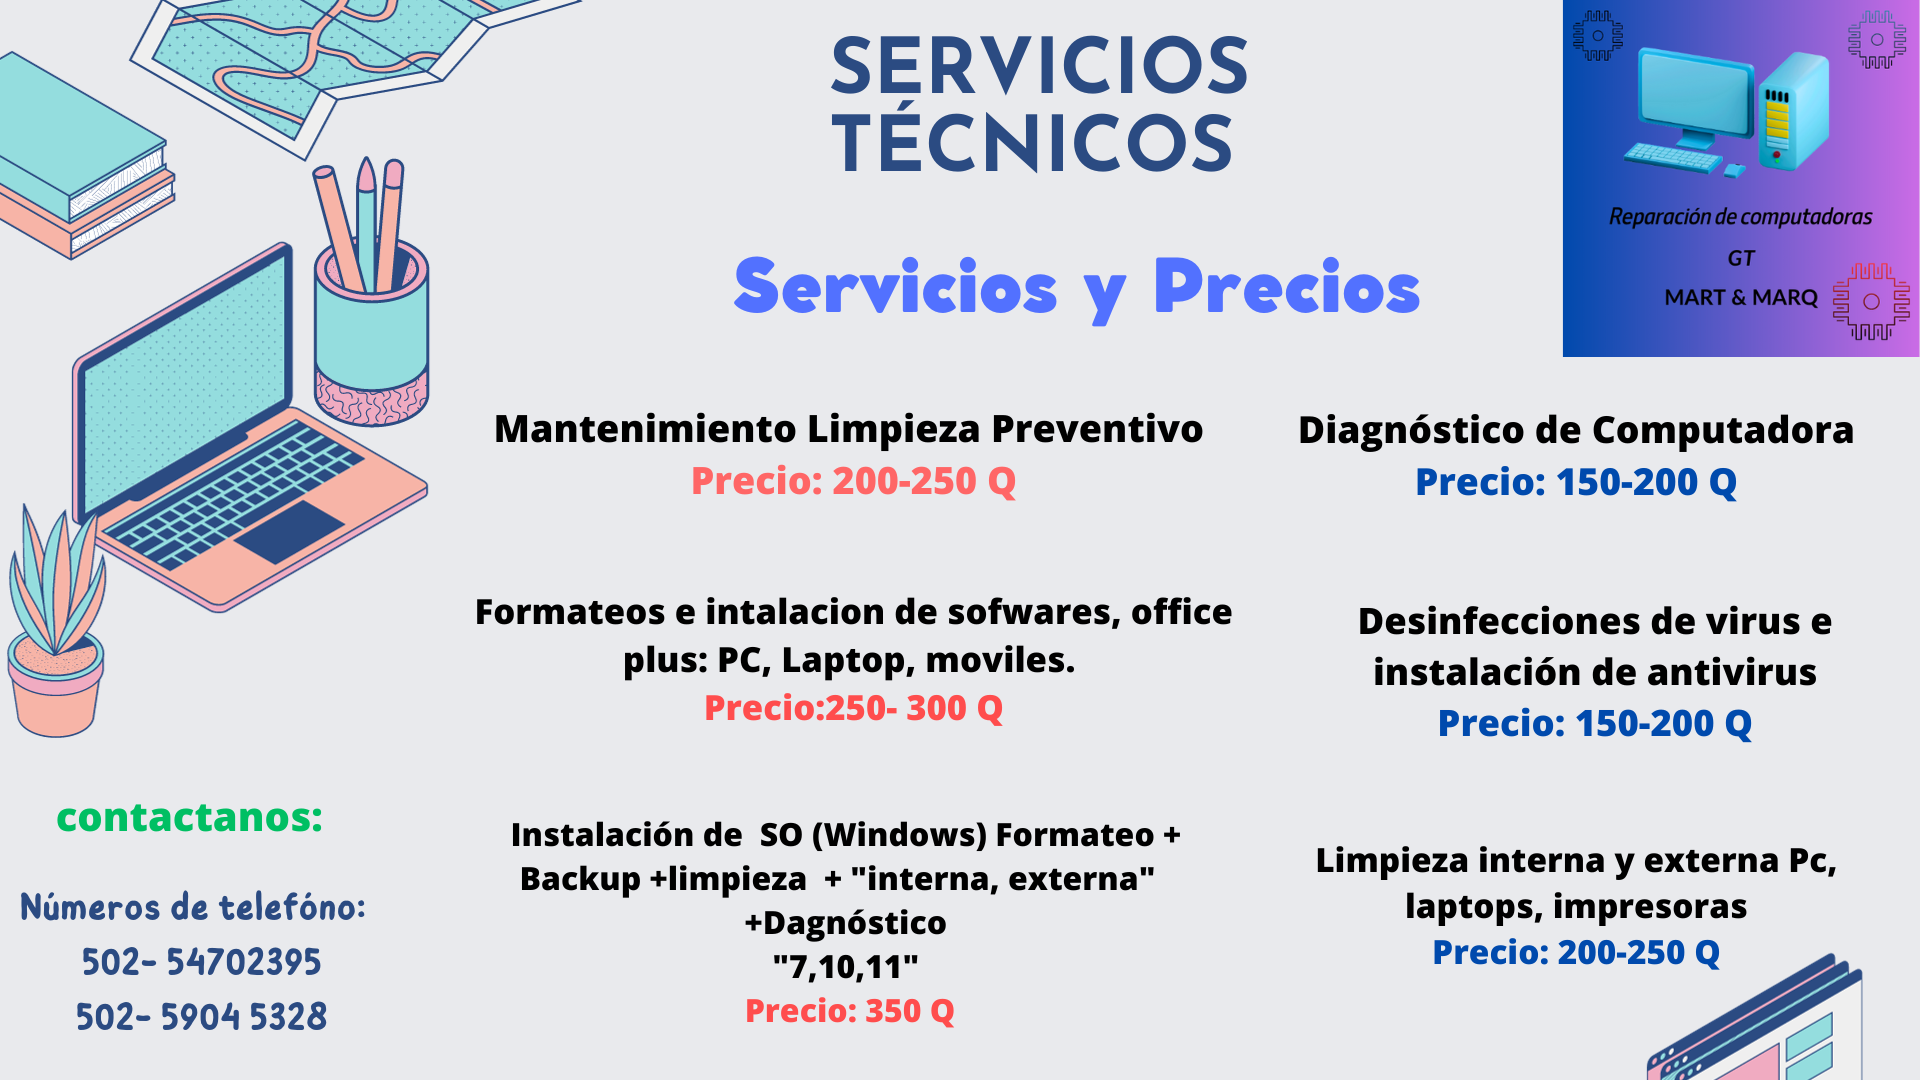 SERVICIOS
TÉCNICOS
Reparación de computadoras
GT
MART & MARQ
Servicios y Precios
Mantenimiento Limpieza Preventivo
Precio: 200-250 Q
Diagnóstico de Computadora
Precio: 150-200 Q
Formateos e intalacion de sofwares, office
plus: PC, Laptop, moviles.
Precio:250- 300 Q
Desinfecciones de virus e
instalación de antivirus
Precio: 150-200 Q
Instalación de  SO (Windows) Formateo +
Backup +limpieza  + "interna, externa"
+Dagnóstico
"7,10,11"
Precio: 350 Q
Limpieza interna y externa Pc,
laptops, impresoras
Precio: 200-250 Q
contactanos:
Números de telefóno:
502- 54702395
502- 5904 5328